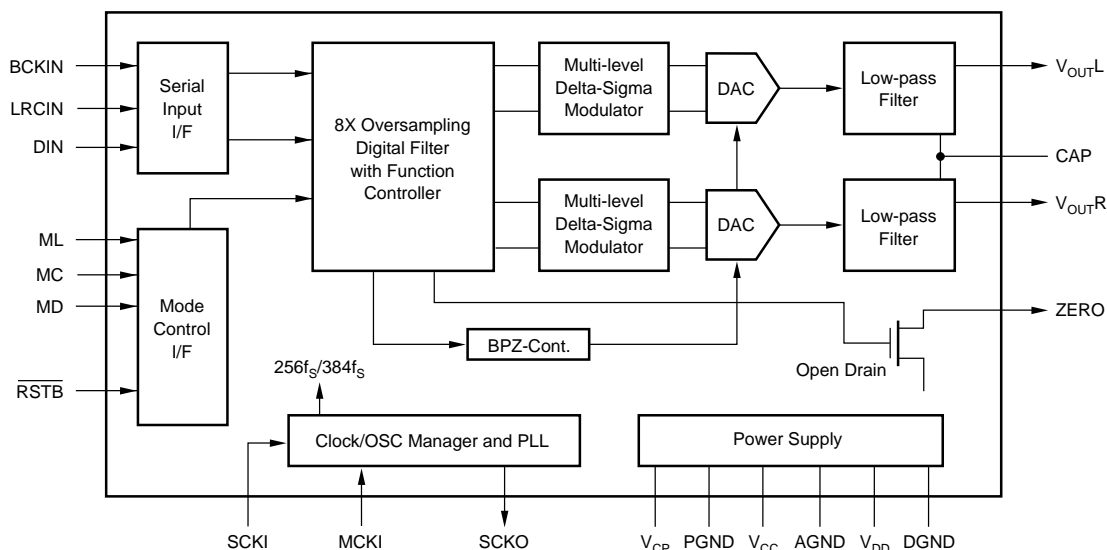 BCKIN
LRCIN
DIN
ML
MC
MD
RSTB
Serial
Input
I/F
Mode
Control
I/F
8X Oversampling
Digital Filter
with Function
Controller
Multi-level
Delta-Sigma
Modulator
DAC
Low-pass
Filter
Multi-level
Delta-Sigma
Modulator
DAC
Low-pass
Filter
VOUTL
CAP
VOUTR
ZERO
BPZ-Cont.
Open Drain
256fS/384fS
Clock/OSC Manager and PLL
Power Supply
SCKI
MCKI
SCKO
VCP
PGND
VCC
AGND
VDD
DGND